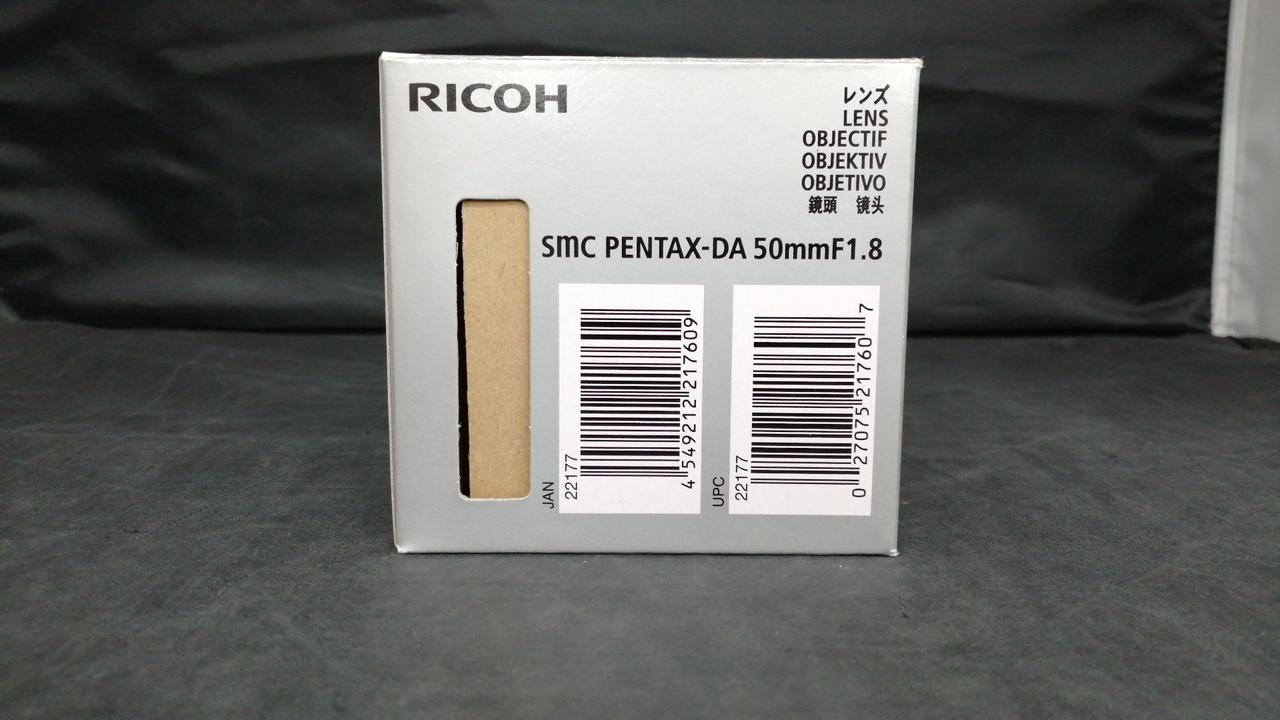 RICOH
レンズ
LENS
OBJECTIF
OBJEKTIV
OBJETIVO
鏡頭 镜头
smc PENTAX-DA 50mmF1.8
JAN
22177
4 549212 217609
UPC
22177
0 27075 21760 7